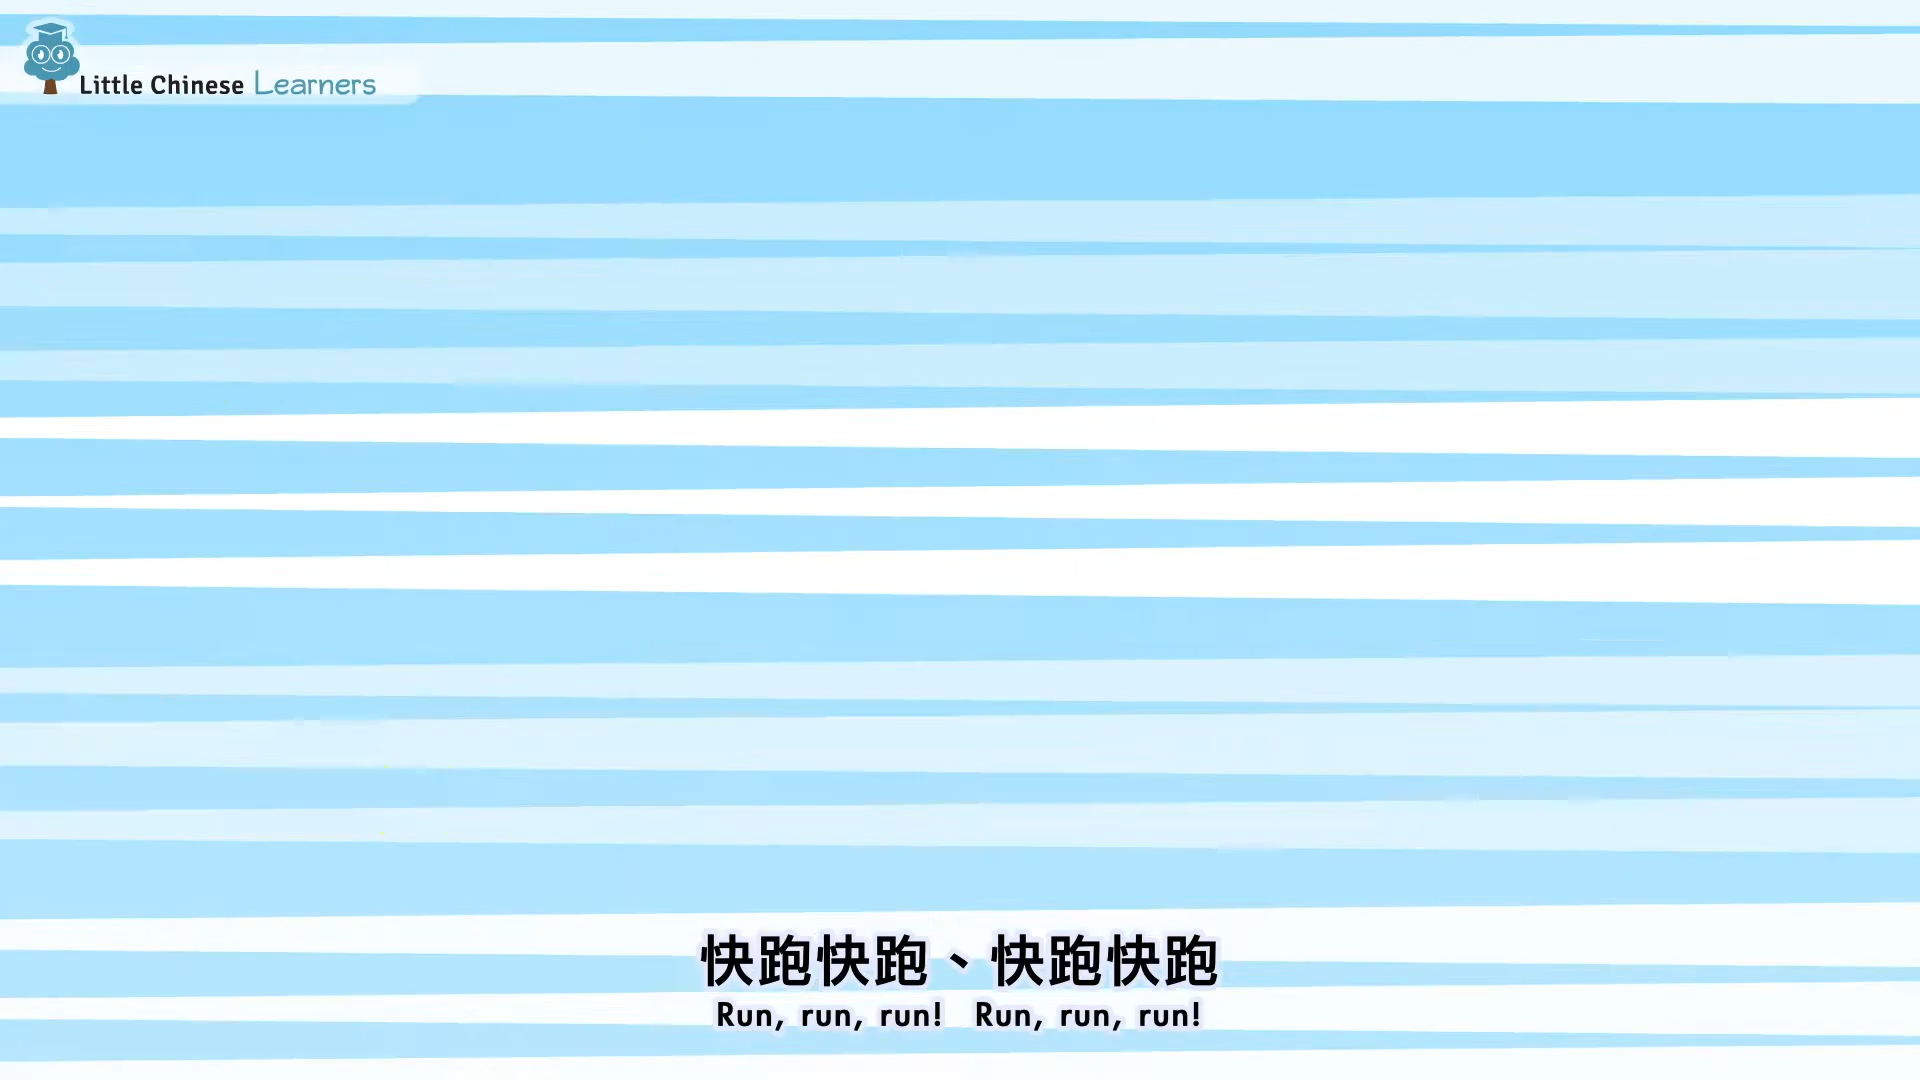 Little Chinese Learners
快跑快跑、快跑快跑
Run, run, run! Run, run, run!